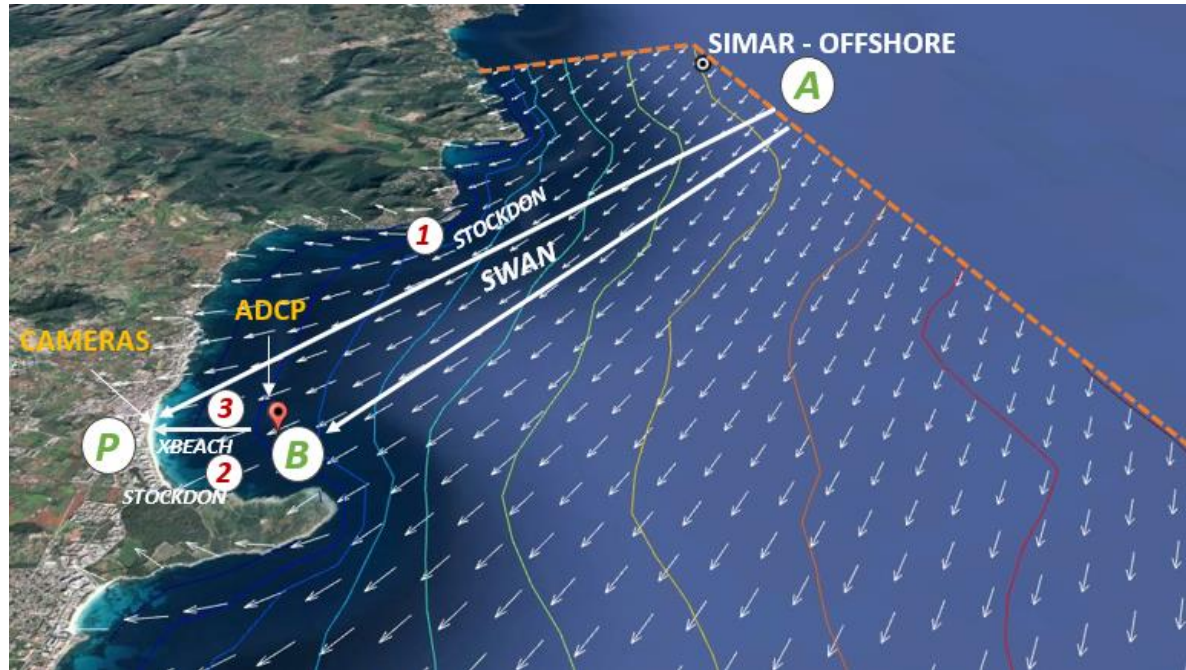 SIMAR - OFFSHORE
A
1
STOCKDON
SWAN
ADCP
CAMERAS
3
P
XBEACH
B
2
STOCKDON